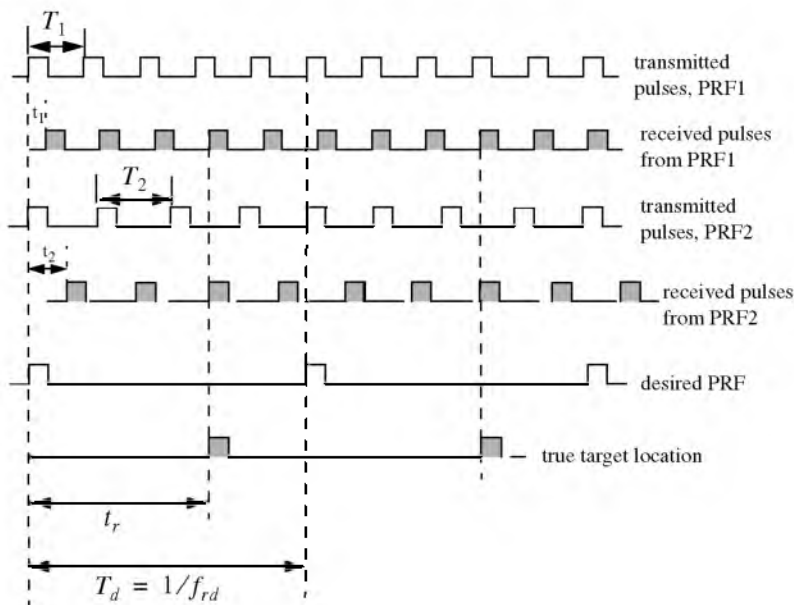 T1
transmitted
pulses, PRF1
t1
received pulses
from PRF1
T2
transmitted
pulses, PRF2
t2
received pulses
from PRF2
desired PRF
true target location
tr
Td = 1/frd